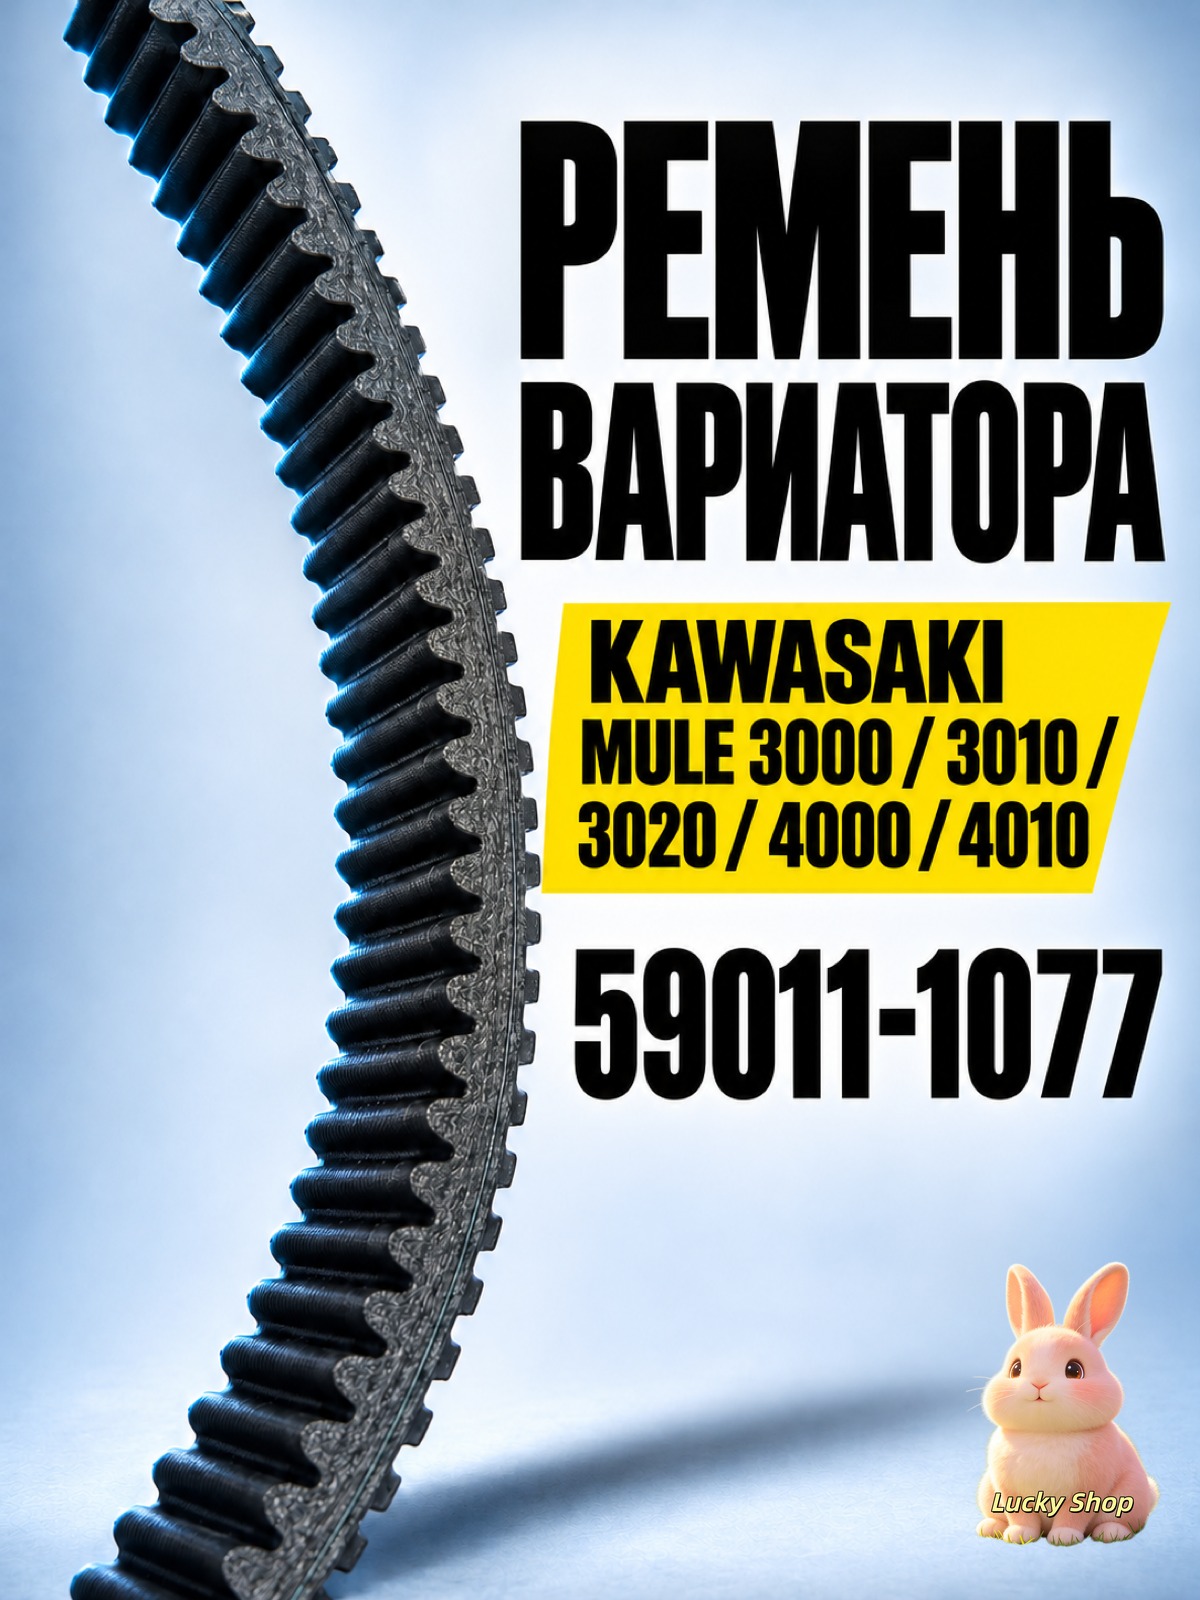 РЕМЕНЬ
ВАРИАТОРА
KAWASAKI
MULE 3000 / 3010 /
3020 / 4000 / 4010
59011-1077
Lucky Shop